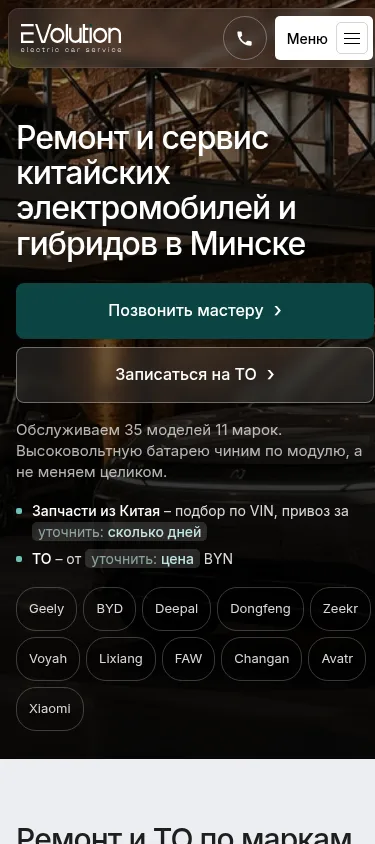 EVolution
electric car service
Меню
Ремонт и сервис
китайских
электромобилей и
гибридов в Минске
Позвонить мастеру
Записаться на ТО
Обслуживаем 35 моделей 11 марок.
Высоковольтную батарею чиним по модулю, а
не меняем целиком.
Запчасти из Китая – подбор по VIN, привоз за
уточнить: сколько дней
ТО – от уточнить: цена BYN
Geely BYD Deepal Dongfeng Zeekr
Voyah Lixiang FAW Changan Avatr
Xiaomi
Ремонт и ТО по маркам